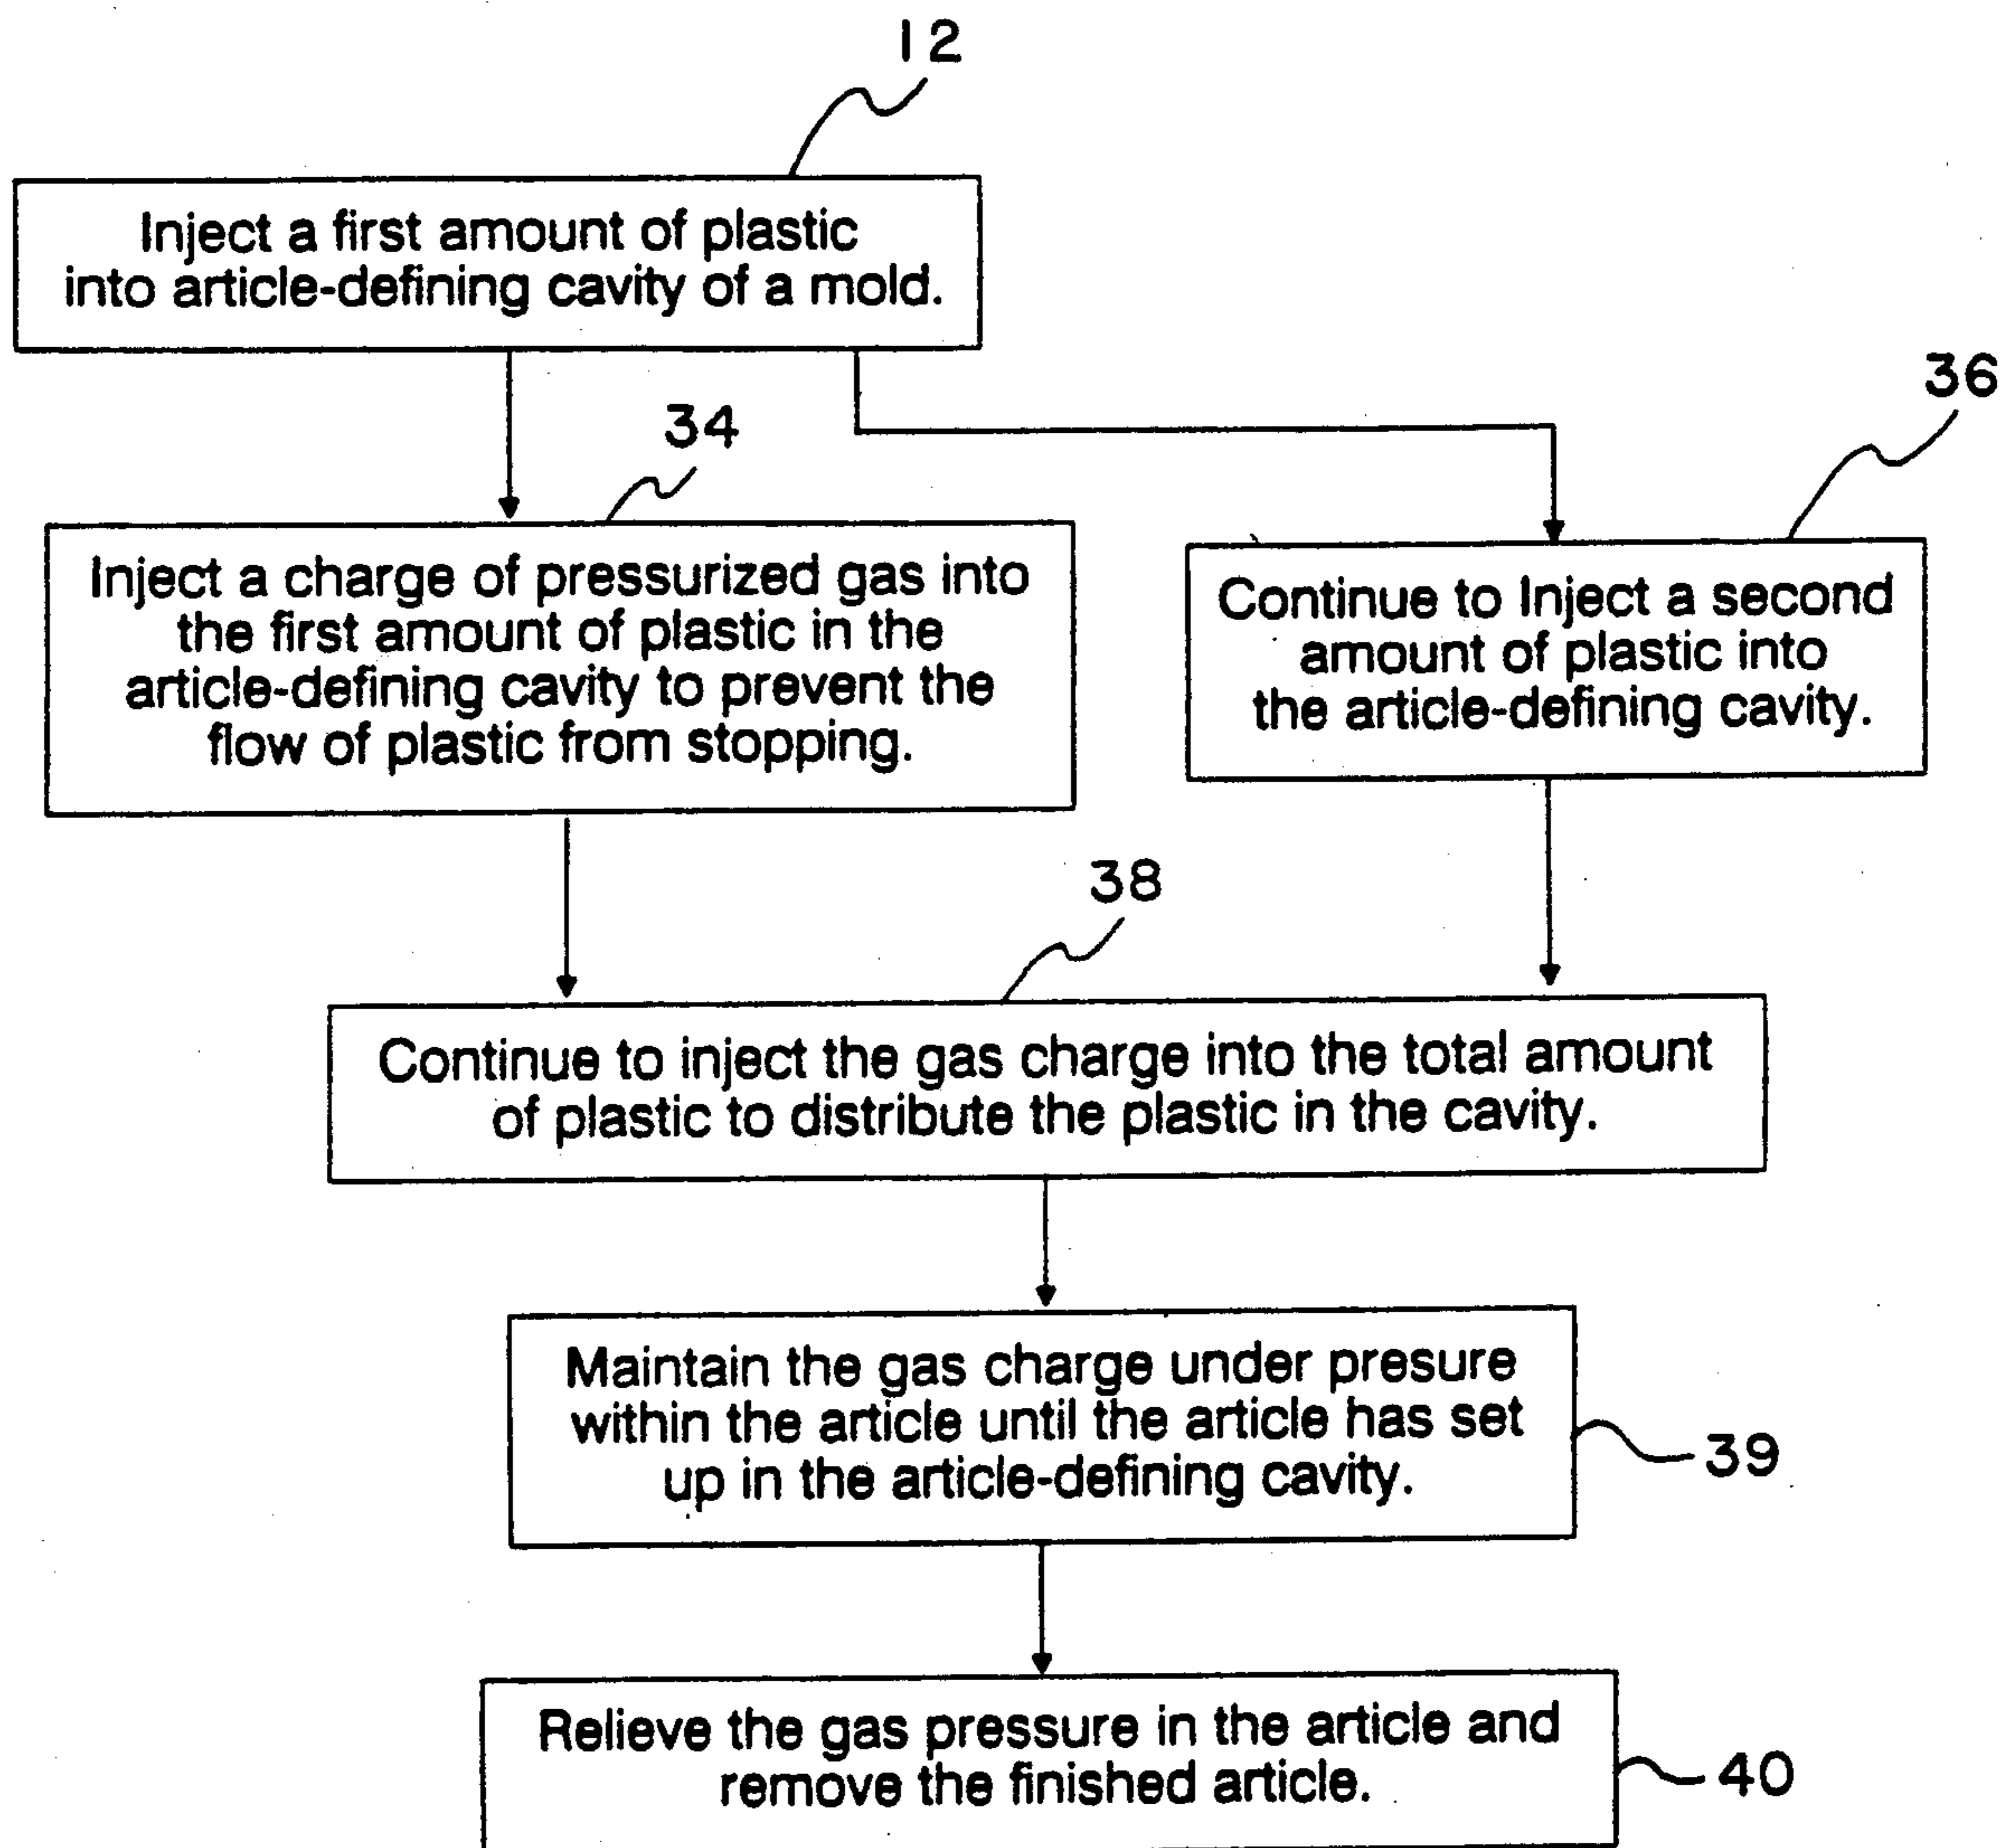 12
Inject a first amount of plastic
into article-defining cavity of a mold.
34
36
Inject a charge of pressurized gas into
the first amount of plastic in the
article-defining cavity to prevent the
flow of plastic from stopping.
Continue to Inject a second
amount of plastic into
the article-defining cavity.
38
Continue to inject the gas charge into the total amount
of plastic to distribute the plastic in the cavity.
Maintain the gas charge under presure
within the article until the article has set
up in the article-defining cavity.
39
Relieve the gas pressure in the article and
remove the finished article.
40